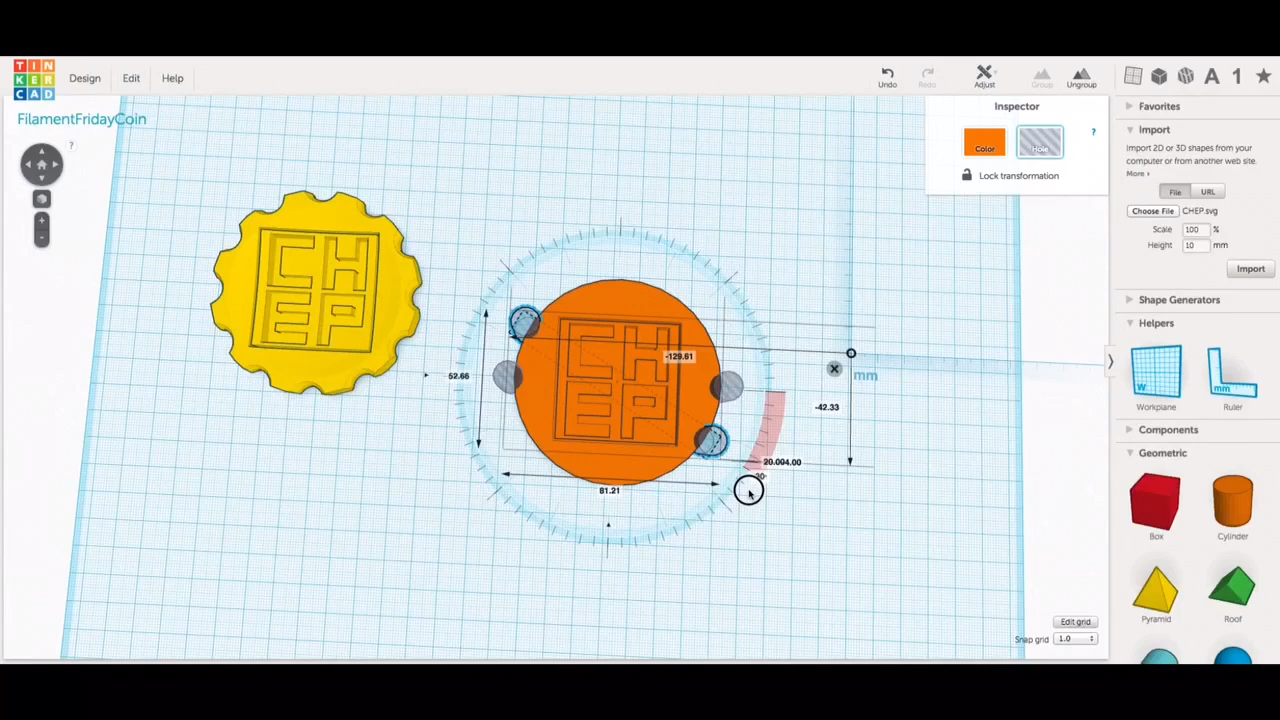 TIN
KER
CAD
Design
Edit
Help
Undo
Redo
Adjust
Group
Ungroup
FilamentFridayCoin
?
Inspector
Color
Hole
?
Lock transformation
Favorites
Import
Import 2D or 3D shapes from your
computer or from another web site.
More
File
URL
Choose File CHEP.svg
Scale 100 %
Height 10 mm
Import
Shape Generators
Helpers
W
mm
Workplane
Ruler
Components
Geometric
Box
Cylinder
Pyramid
Roof
CH
EP
CH
EP
-129.61
mm
52.66
-42.33
20.004.00
30
81.21
Edit grid
Snap grid 1.0